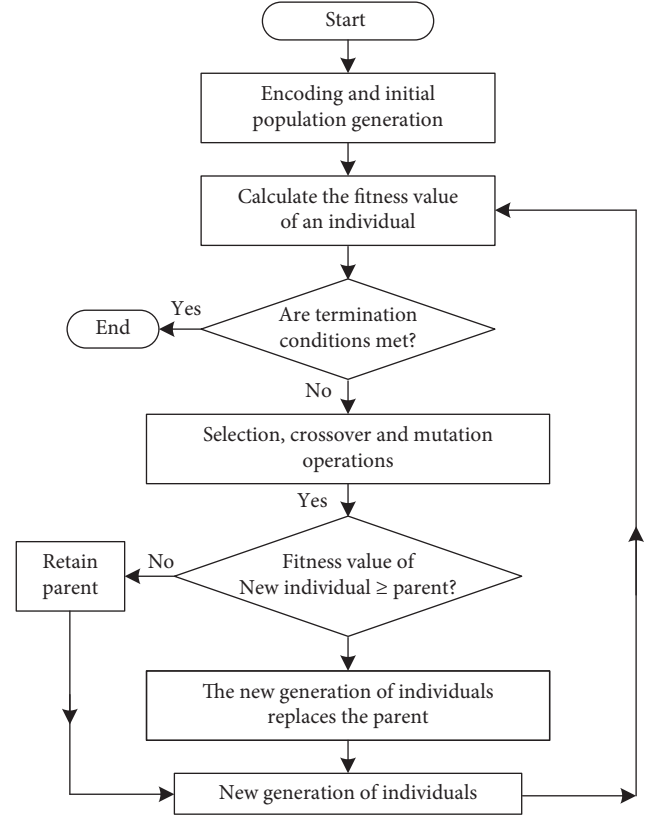 Start
Encoding and initial
population generation
Calculate the fitness value
of an individual
Are termination
conditions met?
Yes
End
No
Selection, crossover and mutation
operations
Yes
Fitness value of
New individual ≥ parent?
No
Retain
parent
The new generation of individuals
replaces the parent
New generation of individuals